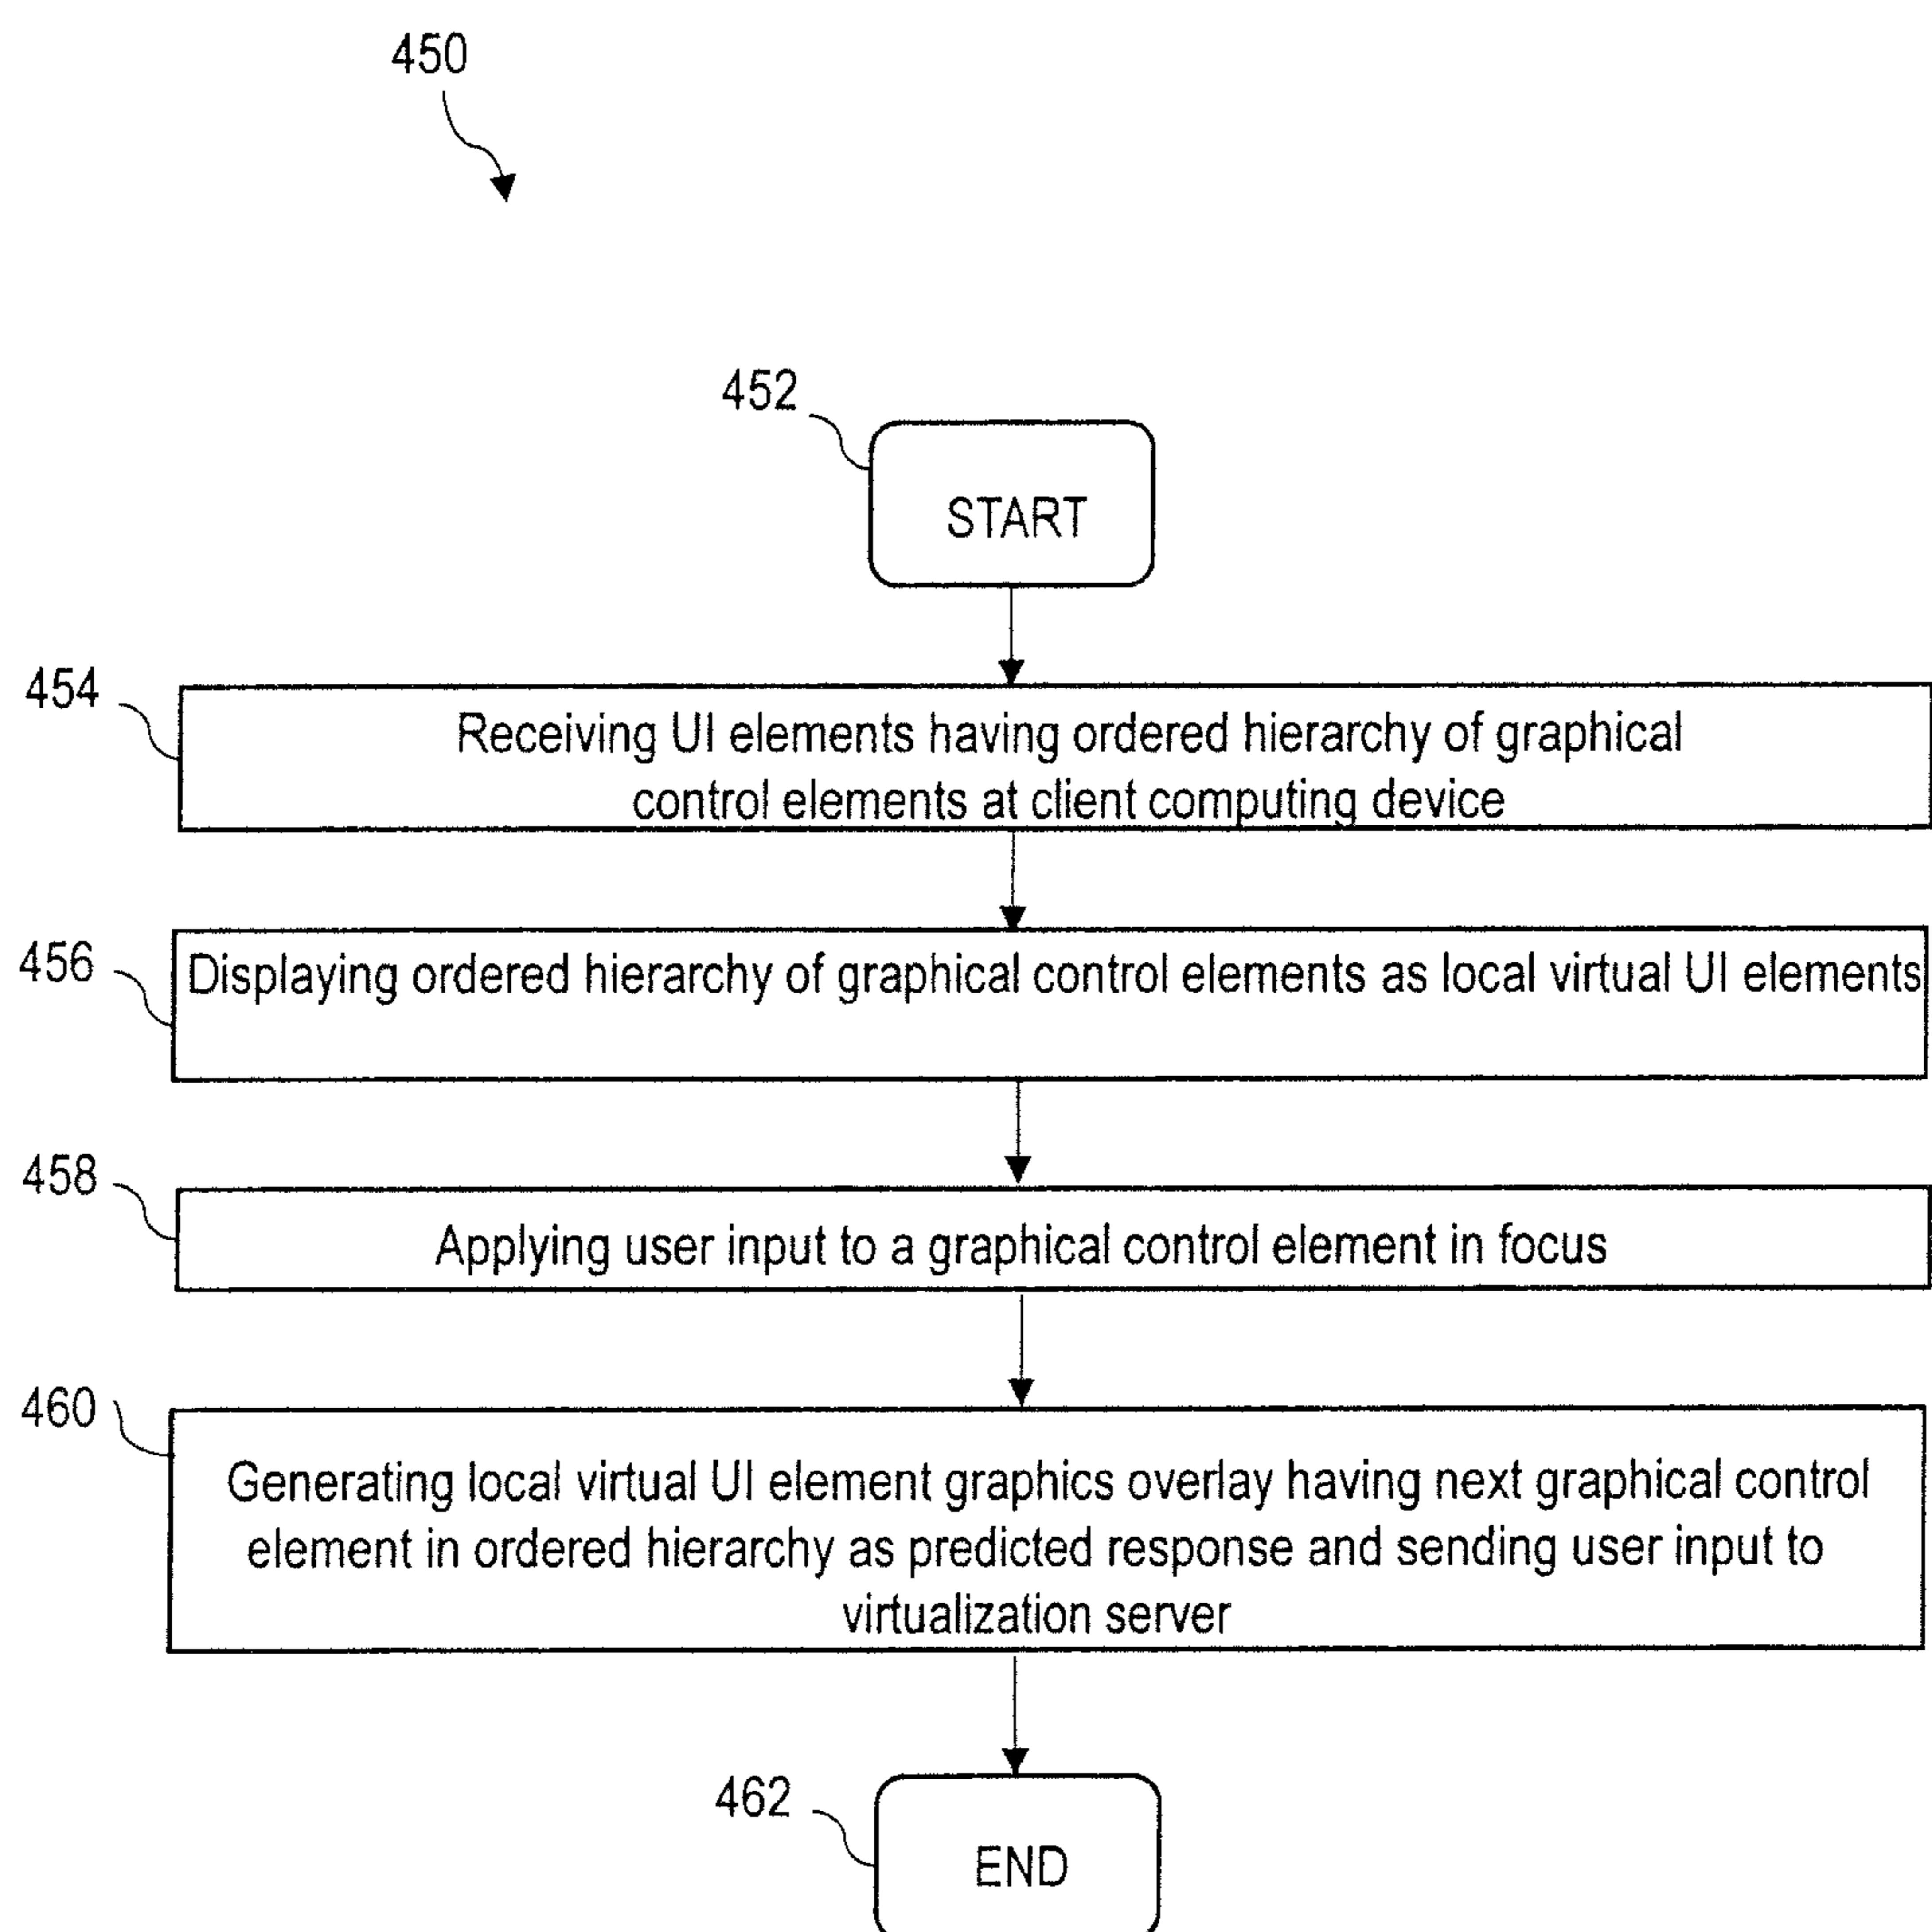 450
452
START
454
Receiving UI elements having ordered hierarchy of graphical
control elements at client computing device
456
Displaying ordered hierarchy of graphical control elements as local virtual UI elements
458
Applying user input to a graphical control element in focus
460
Generating local virtual UI element graphics overlay having next graphical control
element in ordered hierarchy as predicted response and sending user input to
virtualization server
462
END